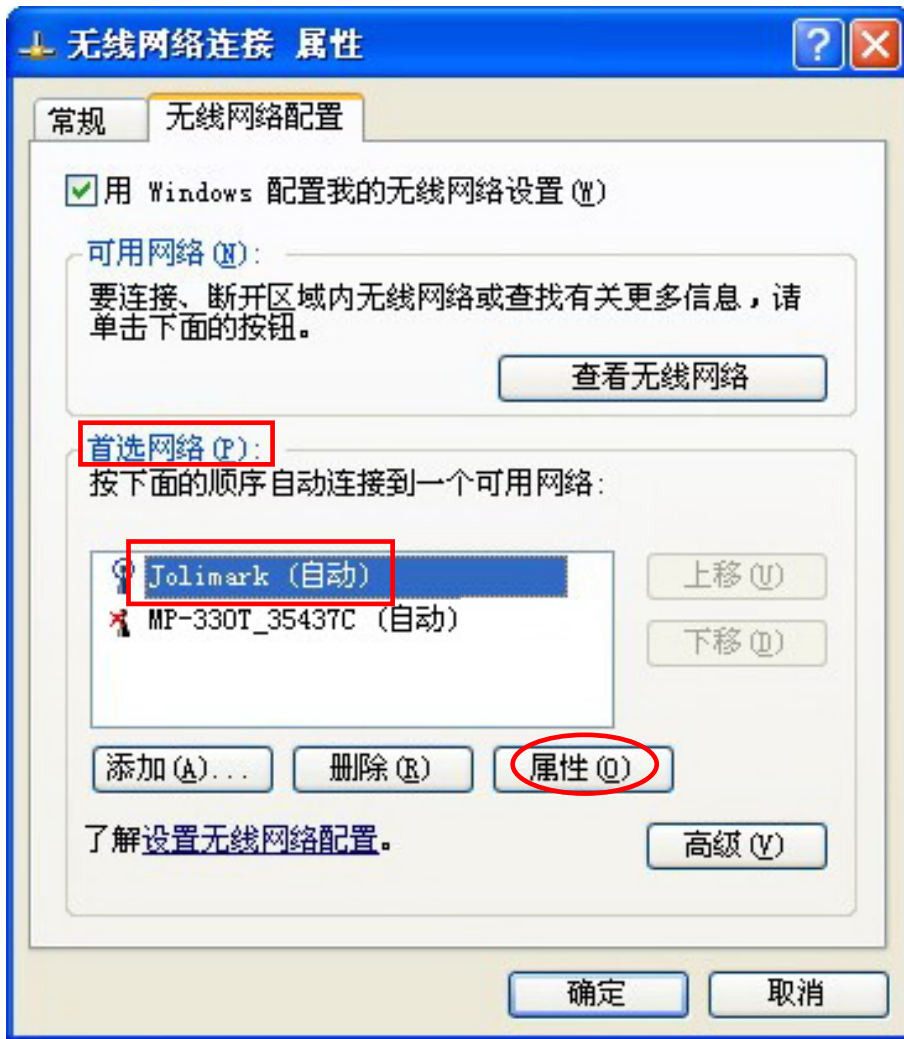 无线网络连接 属性
常规 无线网络配置
用 Windows 配置我的无线网络设置(W)
可用网络(N):
要连接、断开区域内无线网络或查找有关更多信息，请
单击下面的按钮。
查看无线网络
首选网络(P):
按下面的顺序自动连接到一个可用网络:
Jolimark (自动)
上移(U)
MP-330T_35437C (自动)
下移(D)
添加(A)... 删除(R) 属性(O)
了解设置无线网络配置。
高级(V)
确定 取消